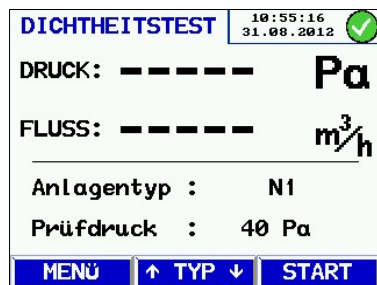 DICHTHEITSTEST 10:55:16
31.08.2012
DRUCK: ----- Pa
FLUSS: ----- m³/h
Anlagentyp : N1
Prüfdruck : 40 Pa
MENÜ ↑ TYP ↓ START